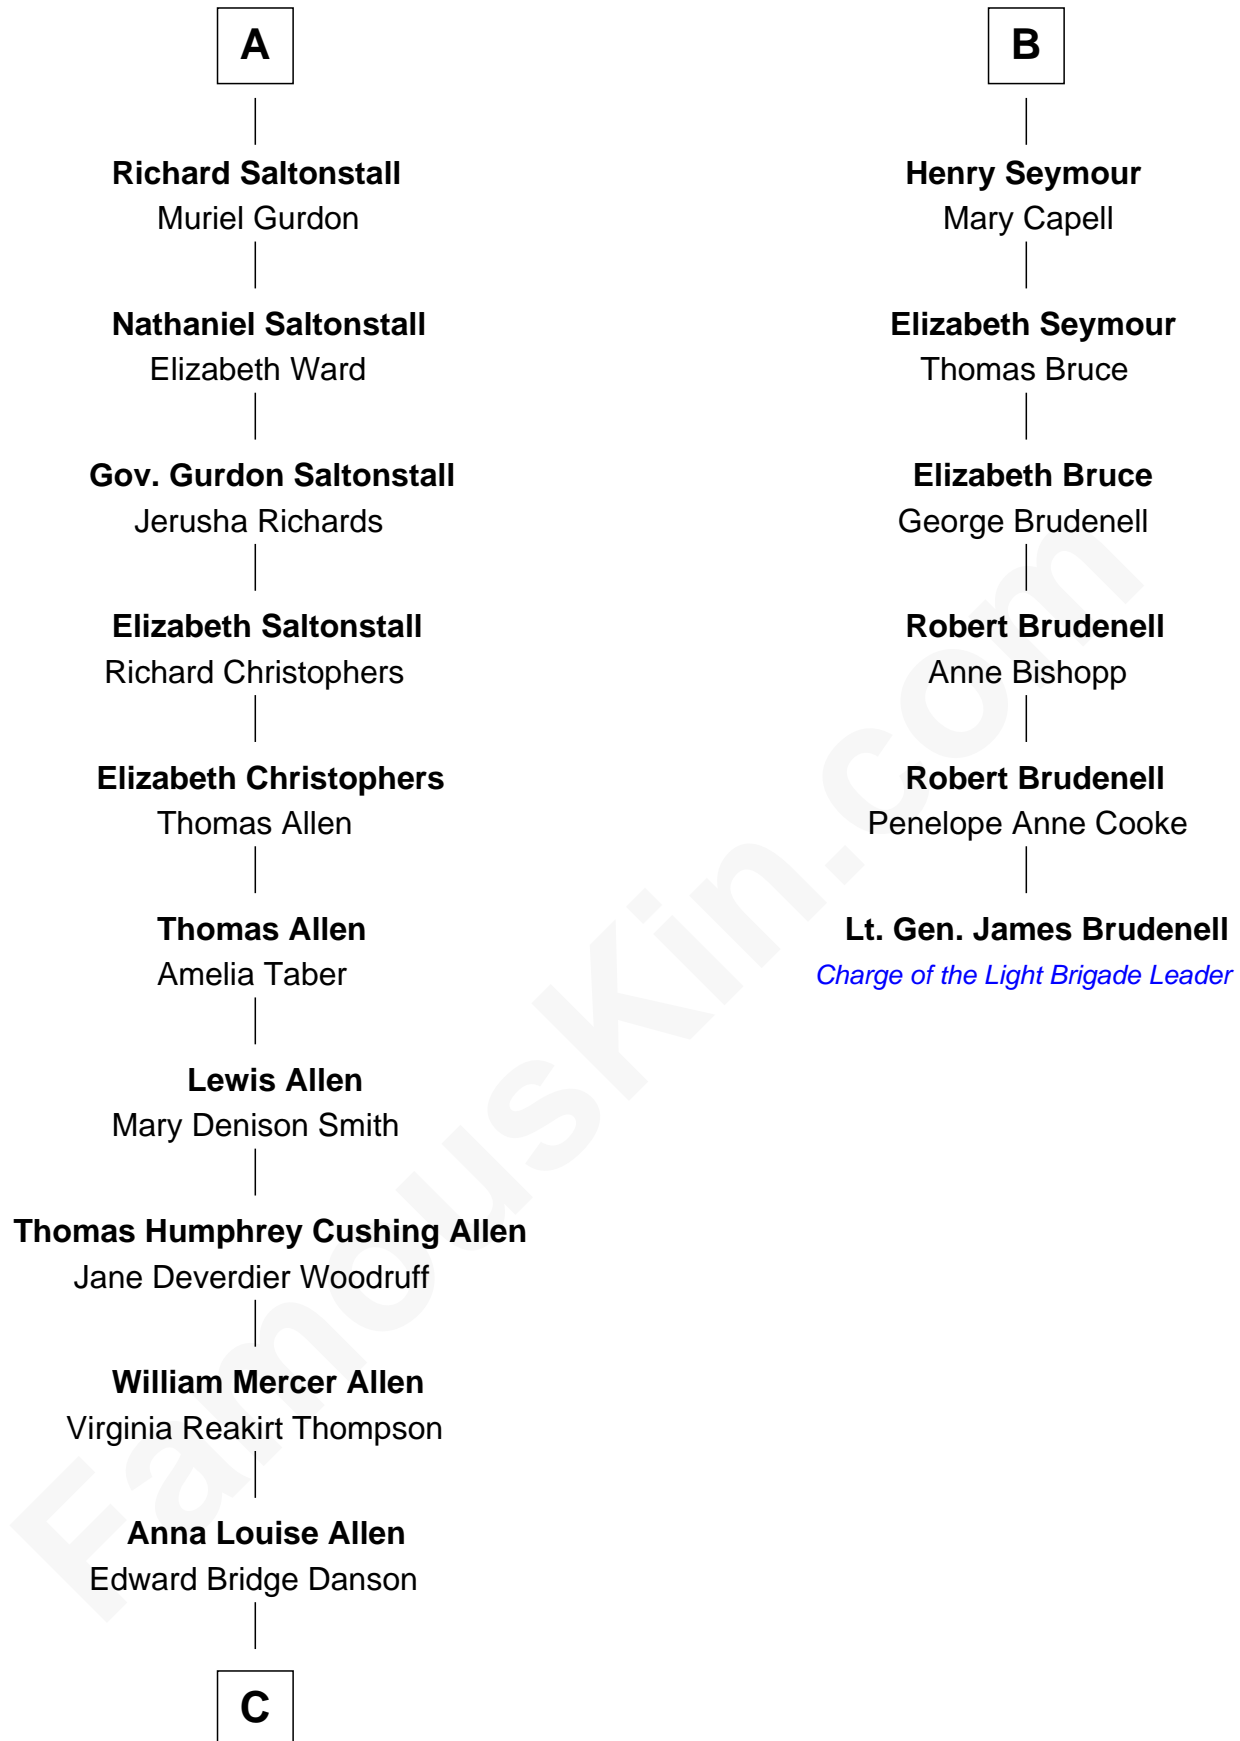 A
Richard Saltonstall
Muriel Gurdon
Nathaniel Saltonstall
Elizabeth Ward
Gov. Gurdon Saltonstall
Jerusha Richards
Elizabeth Saltonstall
Richard Christophers
Elizabeth Christophers
Thomas Allen
Thomas Allen
Amelia Taber
Lewis Allen
Mary Denison Smith
Thomas Humphrey Cushing Allen
Jane Deverdier Woodruff
William Mercer Allen
Virginia Reakirt Thompson
Anna Louise Allen
Edward Bridge Danson
C
B
Henry Seymour
Mary Capell
Elizabeth Seymour
Thomas Bruce
Elizabeth Bruce
George Brudenell
Robert Brudenell
Anne Bishopp
Robert Brudenell
Penelope Anne Cooke
Lt. Gen. James Brudenell
Charge of the Light Brigade Leader
FamousKin.com